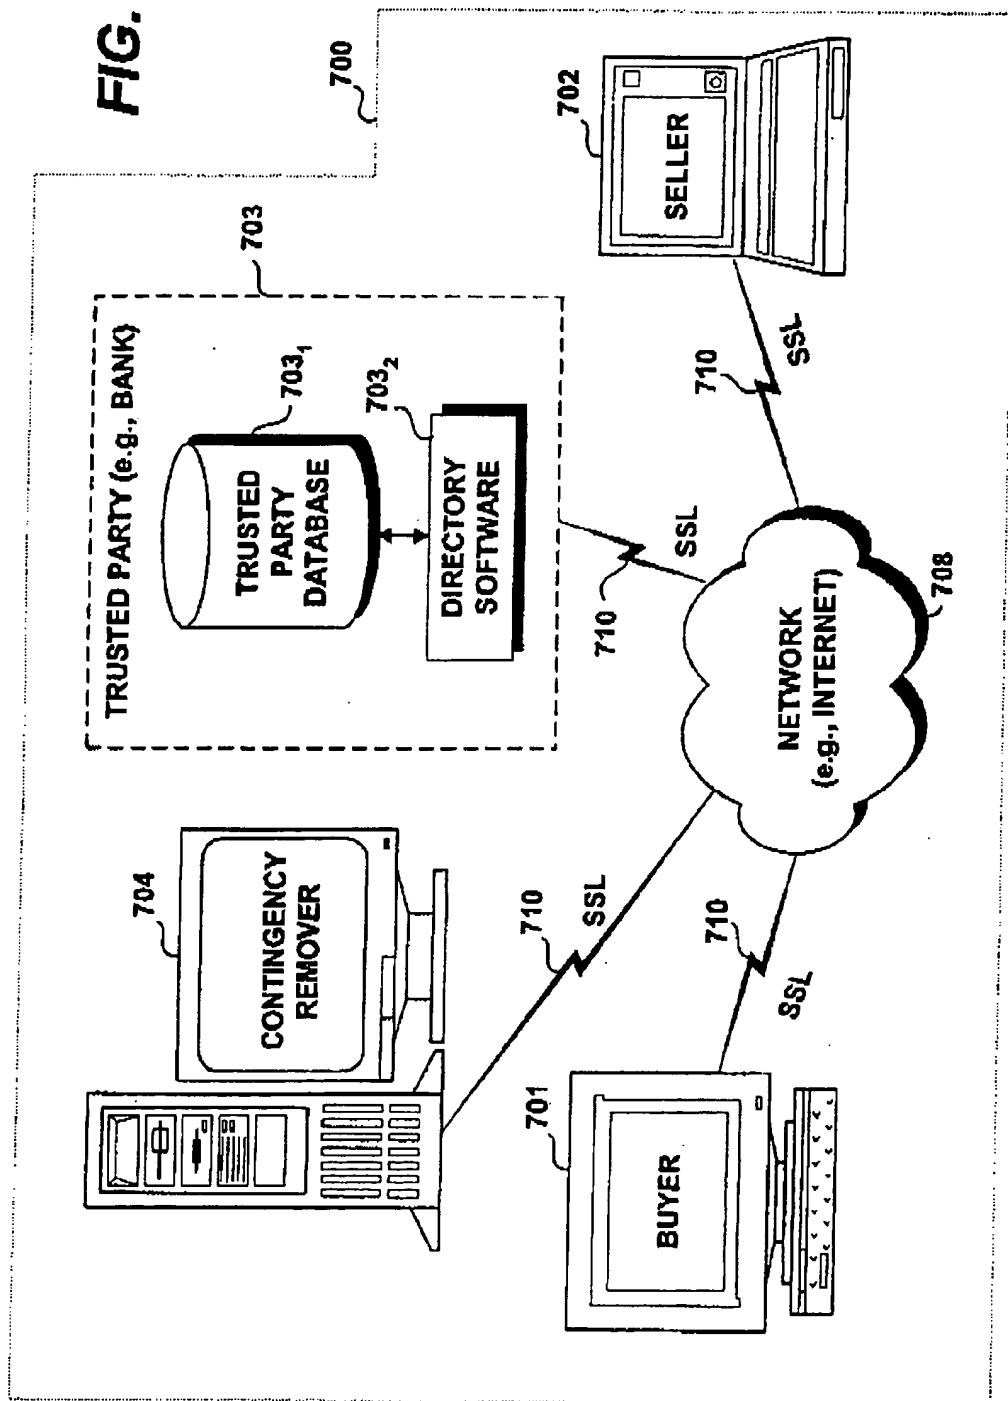 FIG.
700
703
TRUSTED PARTY (e.g., BANK)
704
CONTINGENCY
REMOVER
TRUSTED
PARTY
DATABASE
703₁
DIRECTORY
SOFTWARE
703₂
702
SELLER
710
SSL
710
SSL
710
SSL
710
SSL
701
BUYER
NETWORK
(e.g., INTERNET)
708